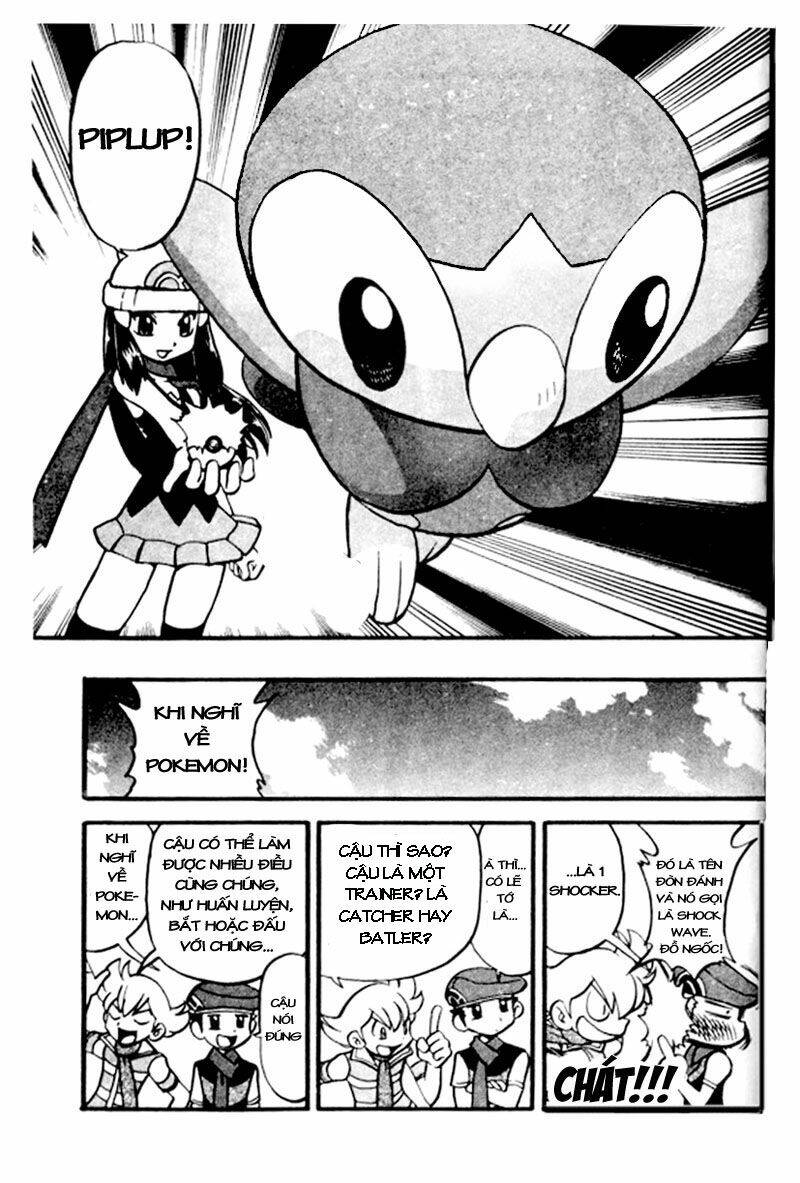 PIPLUP!
KHI NGHĨ
VỀ
POKEMON!
KHI
NGHĨ
VỀ
POKE-
MON...
CẬU CÓ THỂ LÀM
ĐƯỢC NHIỀU ĐIỀU
CÙNG CHÚNG,
NHƯ HUẤN LUYỆN,
BẮT HOẶC ĐẤU
VỚI CHÚNG...
CẬU
NÓI
ĐÚNG
CẬU THÌ SAO?
CẬU LÀ MỘT
TRAINER? LÀ
CATCHER HAY
BATLER?
À THÌ...
CÓ LẼ
TỚ
LÀ...
...LÀ 1
SHOCKER.
ĐÓ LÀ TÊN
ĐÒN ĐÁNH
VÀ NÓ GỌI
LÀ SHOCK
WAVE.
ĐỒ NGỐC!
CHÁT!!!